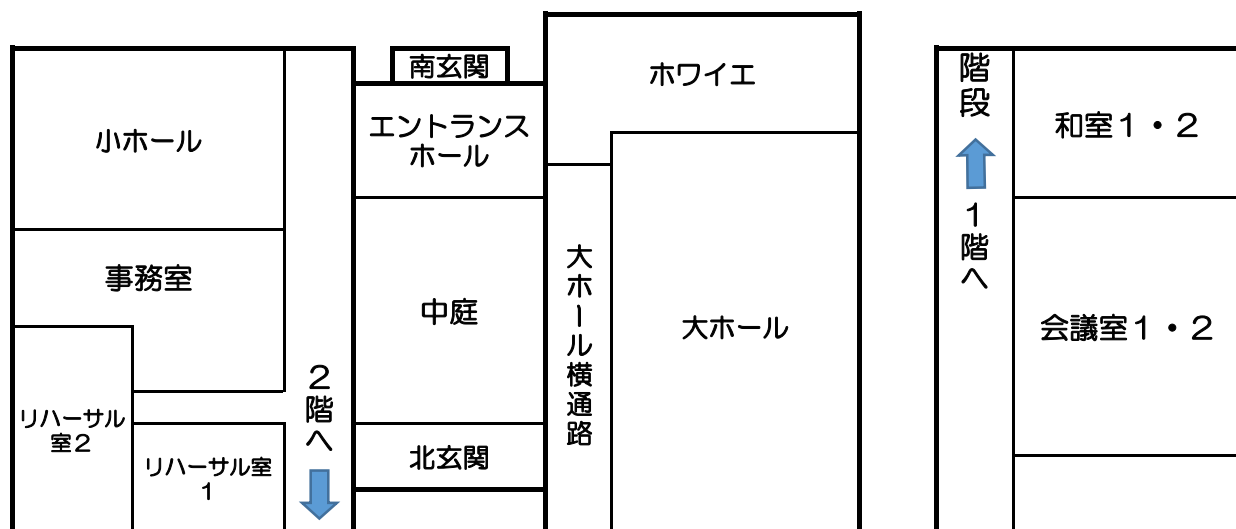 南玄関
ホワイエ
小ホール
エントランス
ホール
事務室
中庭
大ホール横通路
大ホール
リハーサル
室2
リハーサル室
1
2階へ
北玄関
階段
1階へ
和室1・2
会議室1・2